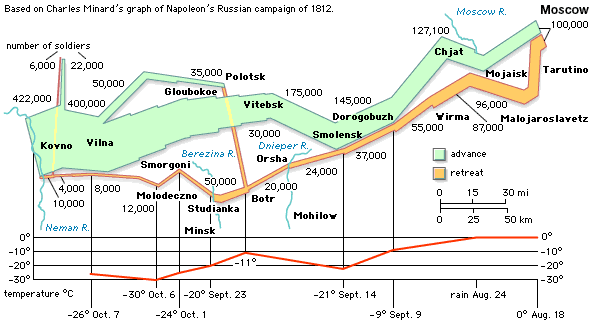 Based on Charles Minard's graph of Napoleon's Russian campaign of 1812.
Moscow R.
Moscow
100,000
127,100
number of soldiers
6,000
22,000
Chjat
35,000
Polotsk
50,000
Gloubokoe
Mojaisk
Tarutino
422,000
400,000
175,000
145,000
Vitebsk
Dorogobuzh
96,000
Wirma
Malojaroslavetz
55,000
87,000
Kovno
Vilna
30,000
Smolensk
Dnieper R.
Berezina R.
Orsha
37,000
24,000
advance
Smorgoni
retreat
4,000
8,000
50,000
20,000
10,000
12,000
Molodeczno
Botr
Studianka
Mohilow
0 15 30 mi
0 25 50 km
Neman R.
Minsk
0° 0°
−10° −10°
−11°
−20° −20°
−30° −30°
temperature °C
−30° Oct. 6
−20° Sept. 23
−21° Sept. 14
rain Aug. 24
−26° Oct. 7
−24° Oct. 1
−9° Sept. 9
0° Aug. 18